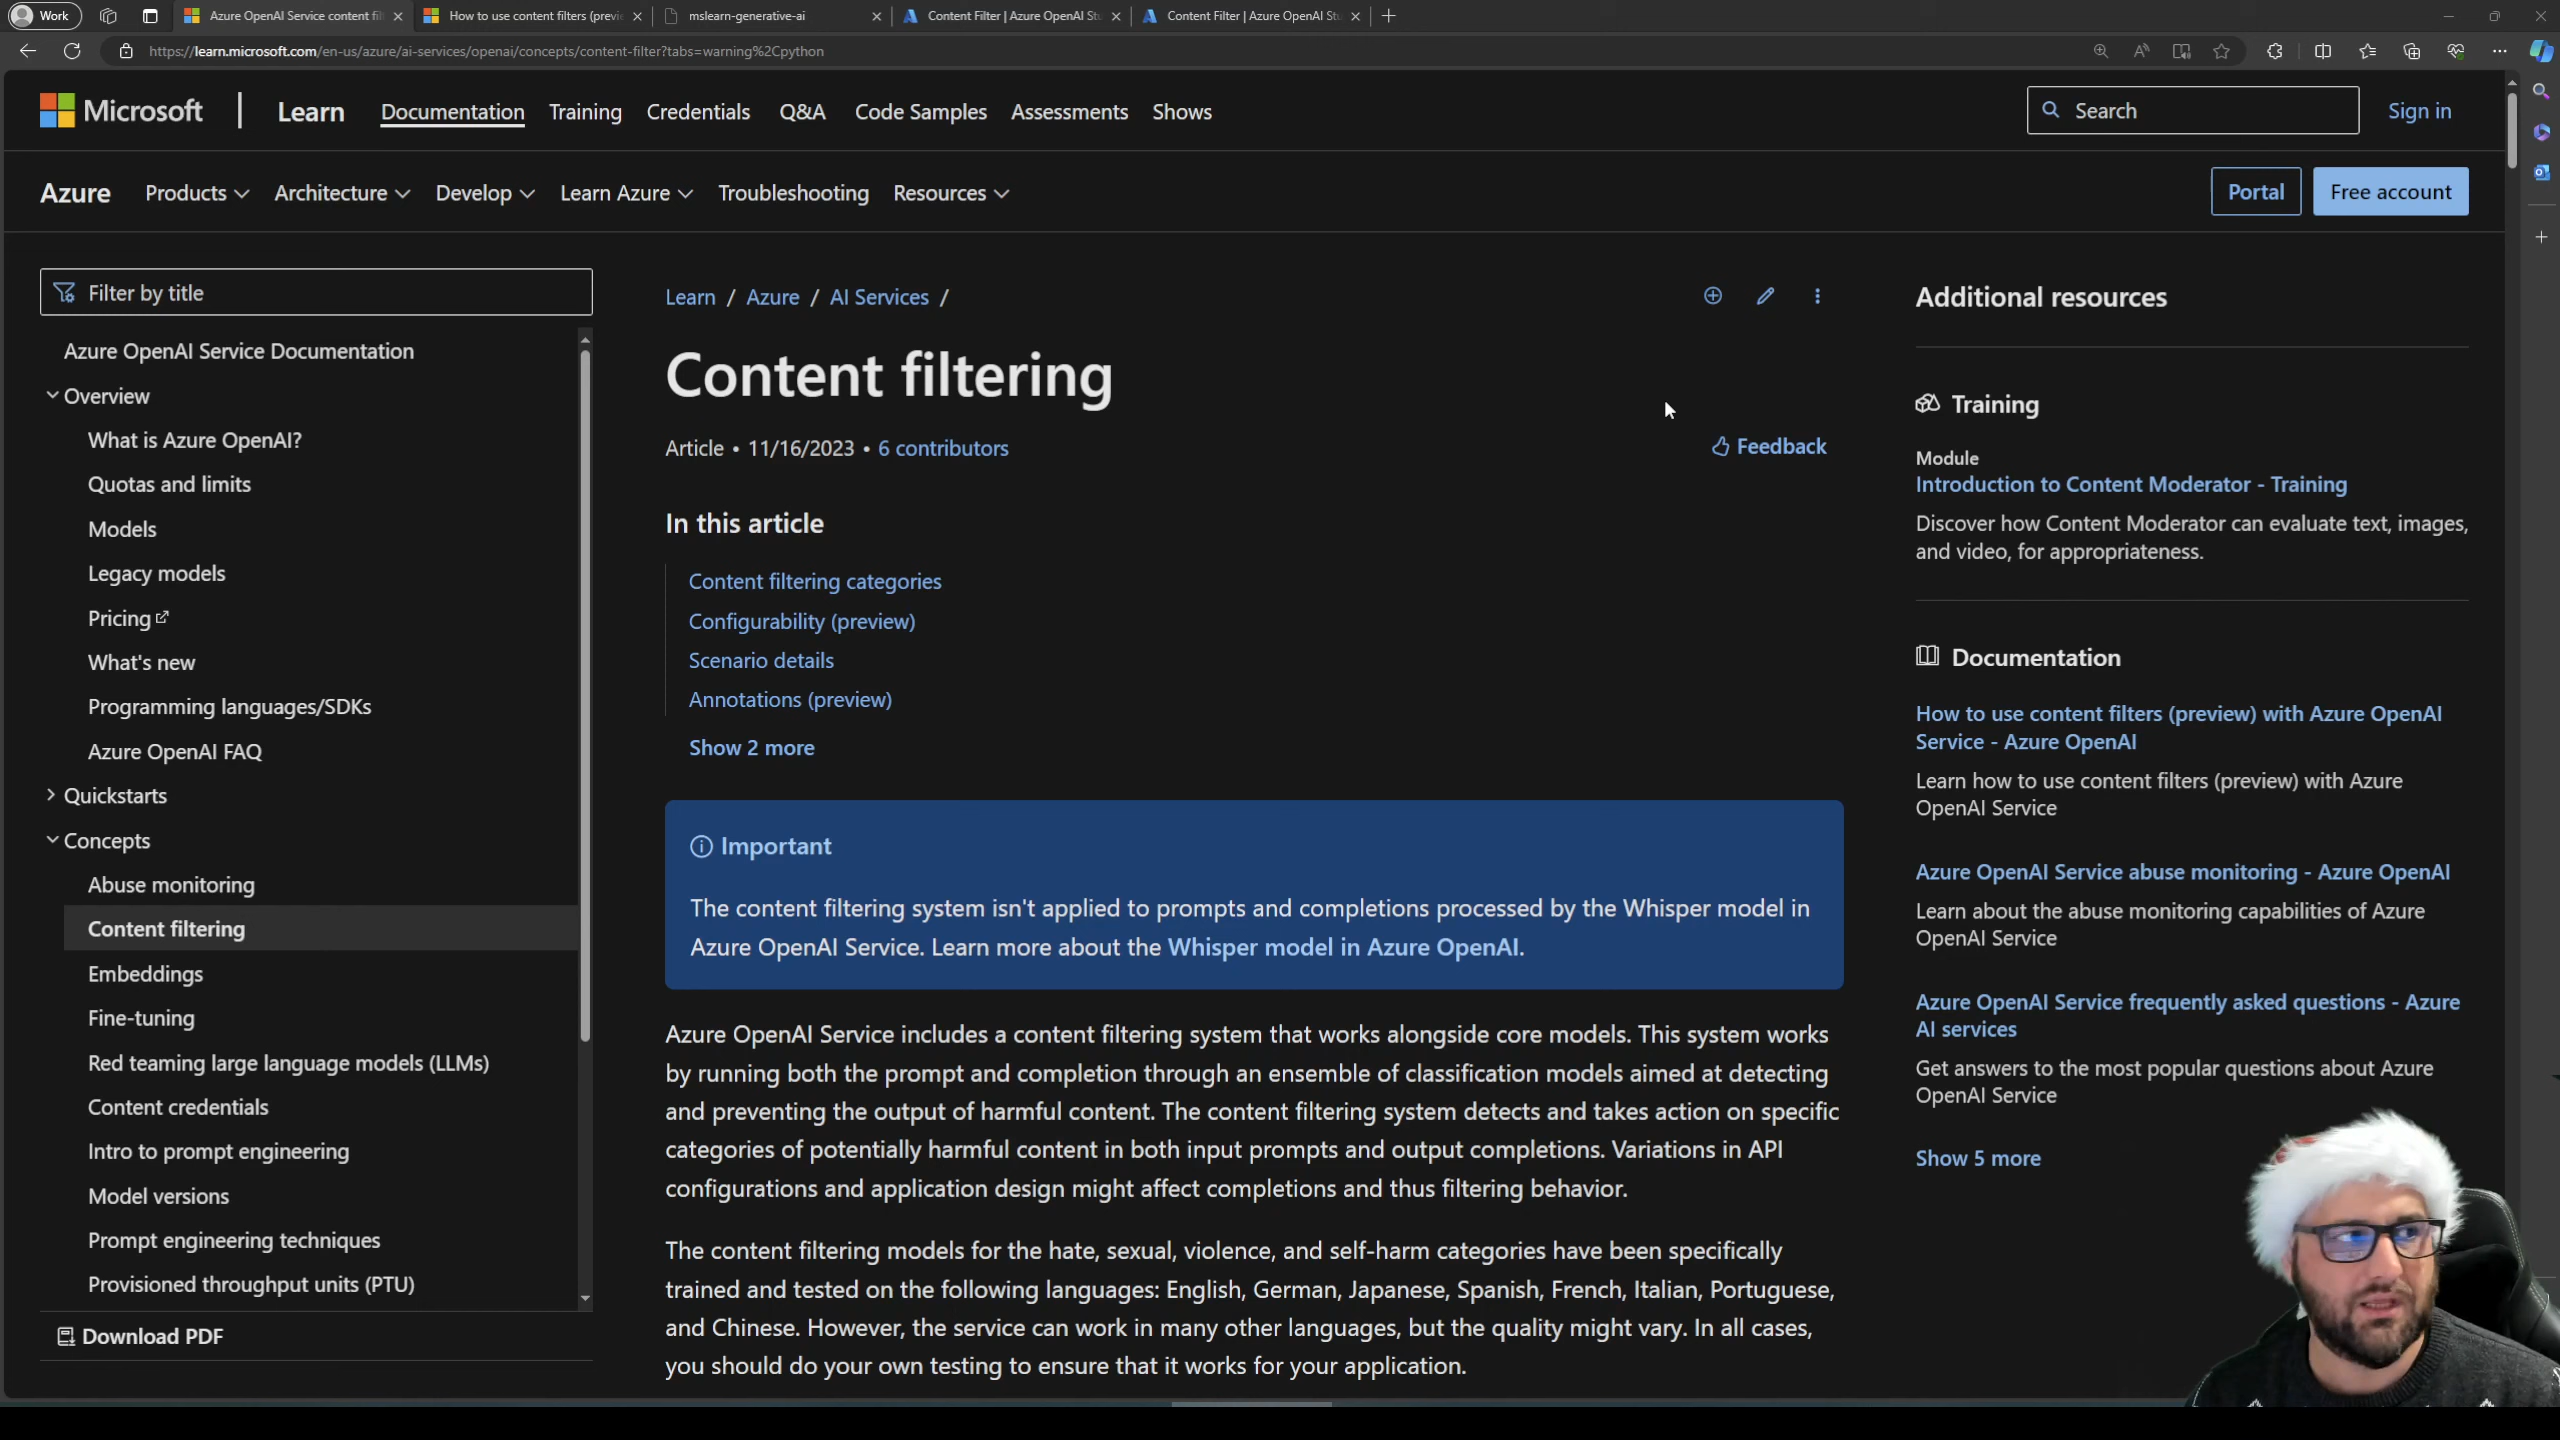 Work
Azure OpenAI Service content filt
How to use content filters (previe
mslearn-generative-ai
Content Filter | Azure OpenAI Stu
Content Filter | Azure OpenAI Stu
https://learn.microsoft.com/en-us/azure/ai-services/openai/concepts/content-filter?tabs=warning%2Cpython
Microsoft
Learn
Documentation
Training
Credentials
Q&A
Code Samples
Assessments
Shows
Search
Sign in
Azure
Products
Architecture
Develop
Learn Azure
Troubleshooting
Resources
Portal
Free account
Filter by title
Azure OpenAI Service Documentation
Overview
What is Azure OpenAI?
Quotas and limits
Models
Legacy models
Pricing
What's new
Programming languages/SDKs
Azure OpenAI FAQ
Quickstarts
Concepts
Abuse monitoring
Content filtering
Embeddings
Fine-tuning
Red teaming large language models (LLMs)
Content credentials
Intro to prompt engineering
Model versions
Prompt engineering techniques
Provisioned throughput units (PTU)
Download PDF
Learn / Azure / AI Services /
Content filtering
Article • 11/16/2023 • 6 contributors
Feedback
In this article
Content filtering categories
Configurability (preview)
Scenario details
Annotations (preview)
Show 2 more
Important
The content filtering system isn't applied to prompts and completions processed by the Whisper model in
Azure OpenAI Service. Learn more about the Whisper model in Azure OpenAI.
Azure OpenAI Service includes a content filtering system that works alongside core models. This system works
by running both the prompt and completion through an ensemble of classification models aimed at detecting
and preventing the output of harmful content. The content filtering system detects and takes action on specific
categories of potentially harmful content in both input prompts and output completions. Variations in API
configurations and application design might affect completions and thus filtering behavior.
The content filtering models for the hate, sexual, violence, and self-harm categories have been specifically
trained and tested on the following languages: English, German, Japanese, Spanish, French, Italian, Portuguese,
and Chinese. However, the service can work in many other languages, but the quality might vary. In all cases,
you should do your own testing to ensure that it works for your application.
Additional resources
Training
Module
Introduction to Content Moderator - Training
Discover how Content Moderator can evaluate text, images,
and video, for appropriateness.
Documentation
How to use content filters (preview) with Azure OpenAI
Service - Azure OpenAI
Learn how to use content filters (preview) with Azure
OpenAI Service
Azure OpenAI Service abuse monitoring - Azure OpenAI
Learn about the abuse monitoring capabilities of Azure
OpenAI Service
Azure OpenAI Service frequently asked questions - Azure
AI services
Get answers to the most popular questions about Azure
OpenAI Service
Show 5 more